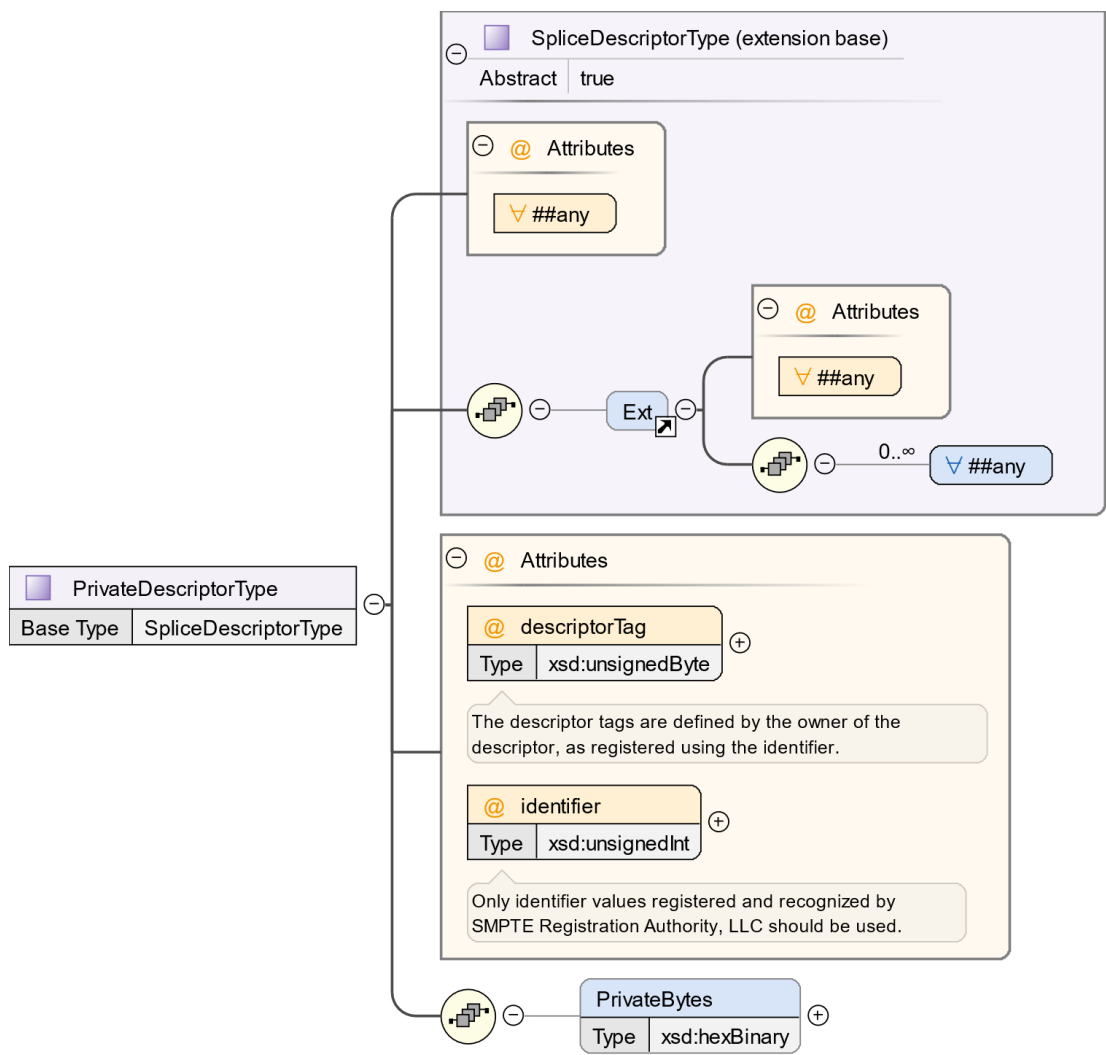 SpliceDescriptorType (extension base)
Abstract true
@ Attributes
∀ ##any
@ Attributes
∀ ##any
Ext
0..∞
∀ ##any
PrivateDescriptorType
Base Type SpliceDescriptorType
@ Attributes
@ descriptorTag
Type xsd:unsignedByte
The descriptor tags are defined by the owner of the
descriptor, as registered using the identifier.
@ identifier
Type xsd:unsignedInt
Only identifier values registered and recognized by
SMPTE Registration Authority, LLC should be used.
PrivateBytes
Type xsd:hexBinary